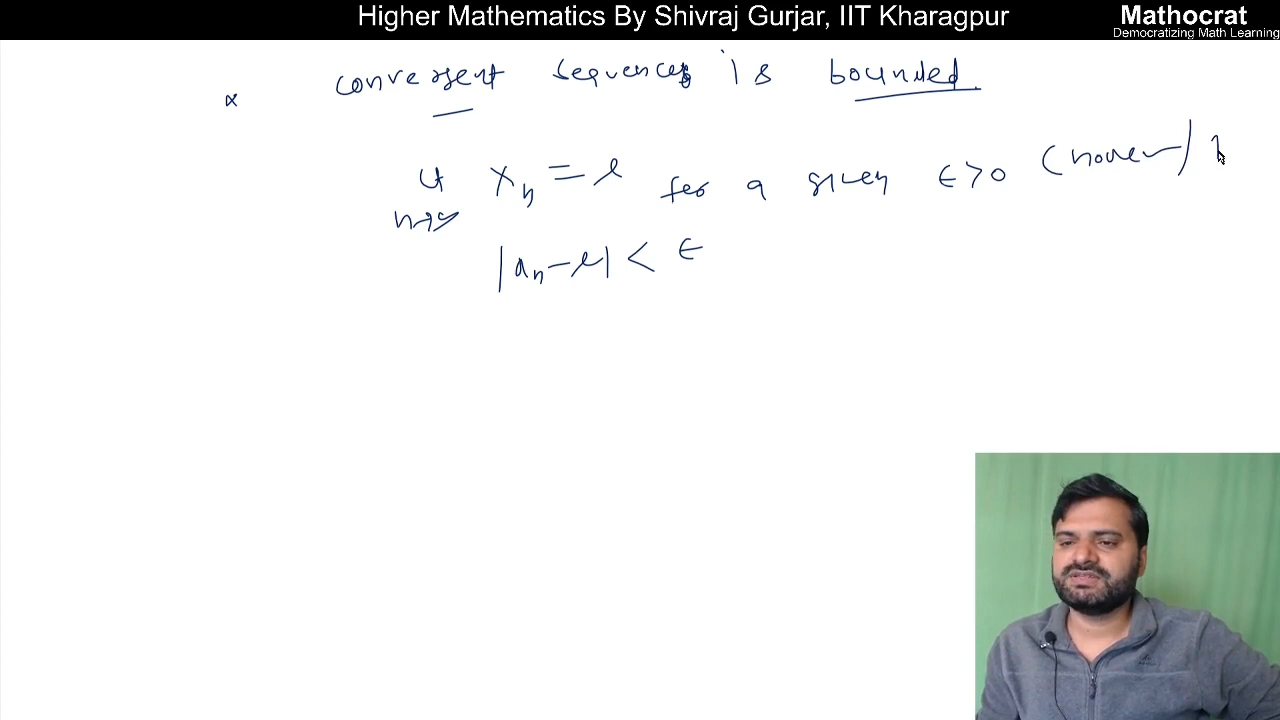 Higher Mathematics By Shivraj Gurjar, IIT Kharagpur
Mathocrat
Democratizing Math Learning
* convergent sequences is bounded.
lt xₙ = l for a given ε > 0
n→∞
|aₙ - l| < ε